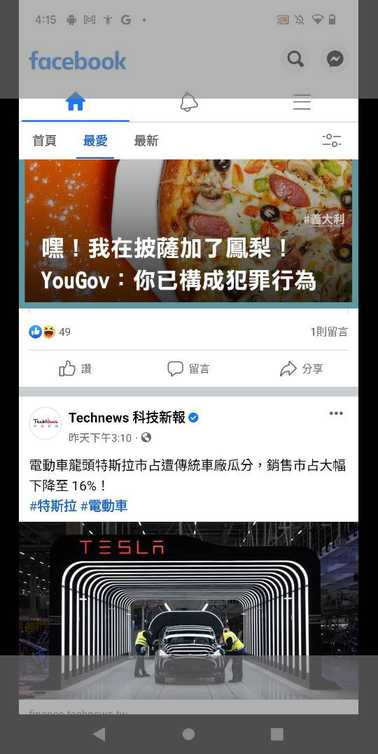 4:15
facebook
首頁
最愛
最新
#義大利
嘿！我在披薩加了鳳梨！
YouGov：你已構成犯罪行為
49
1則留言
讚
留言
分享
Technews 科技新報
昨天下午3:10
電動車龍頭特斯拉市占遭傳統車廠瓜分，銷售市占大幅
下降至 16%！
#特斯拉 #電動車
TESLA
finance.technews.tw